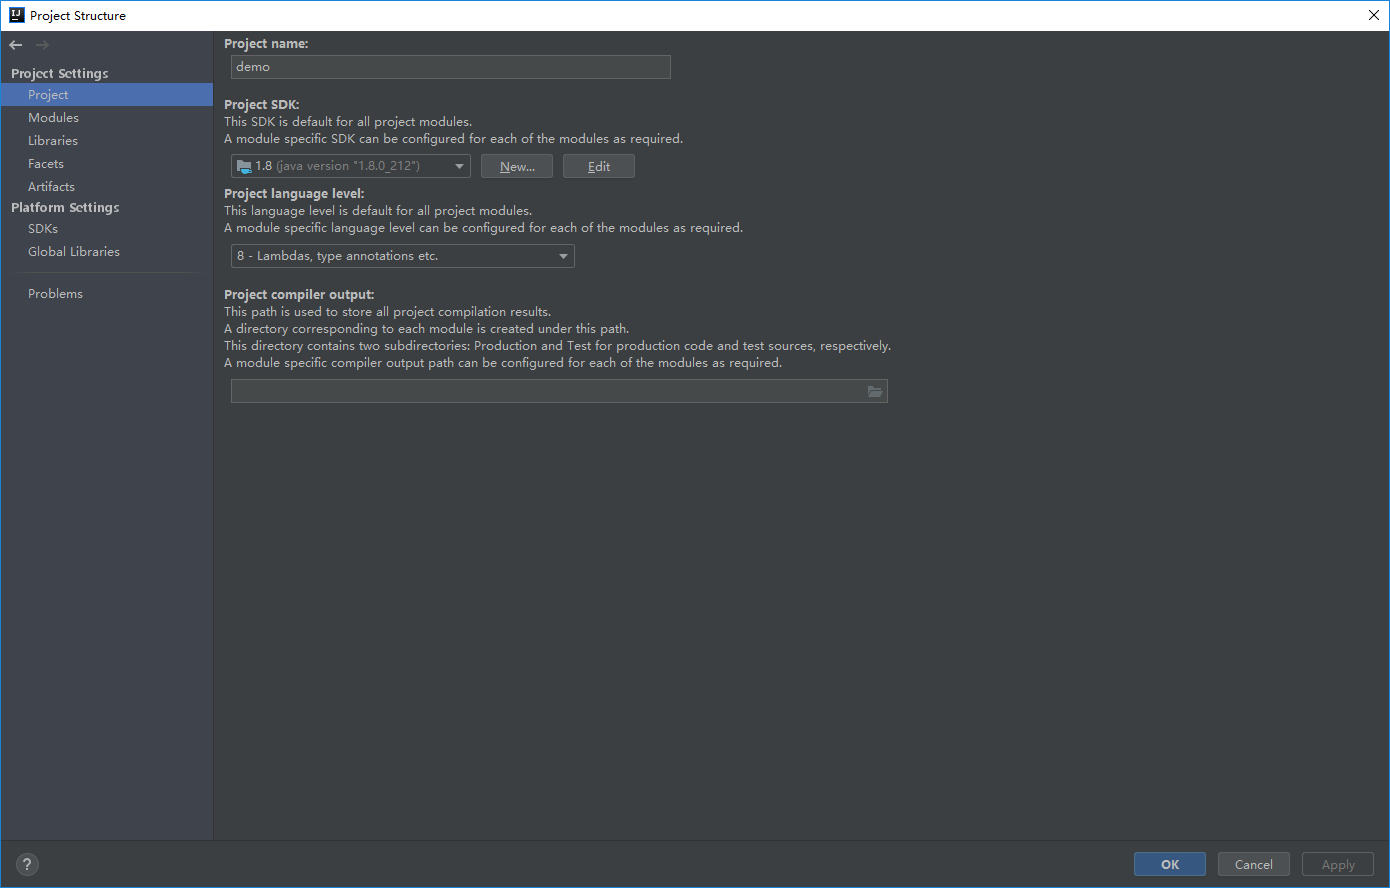 Project Structure
Project Settings
Project
Modules
Libraries
Facets
Artifacts
Platform Settings
SDKs
Global Libraries
Problems
Project name:
demo
Project SDK:
This SDK is default for all project modules.
A module specific SDK can be configured for each of the modules as required.
1.8 (java version "1.8.0_212") New... Edit
Project language level:
This language level is default for all project modules.
A module specific language level can be configured for each of the modules as required.
8 - Lambdas, type annotations etc.
Project compiler output:
This path is used to store all project compilation results.
A directory corresponding to each module is created under this path.
This directory contains two subdirectories: Production and Test for production code and test sources, respectively.
A module specific compiler output path can be configured for each of the modules as required.
? OK Cancel Apply